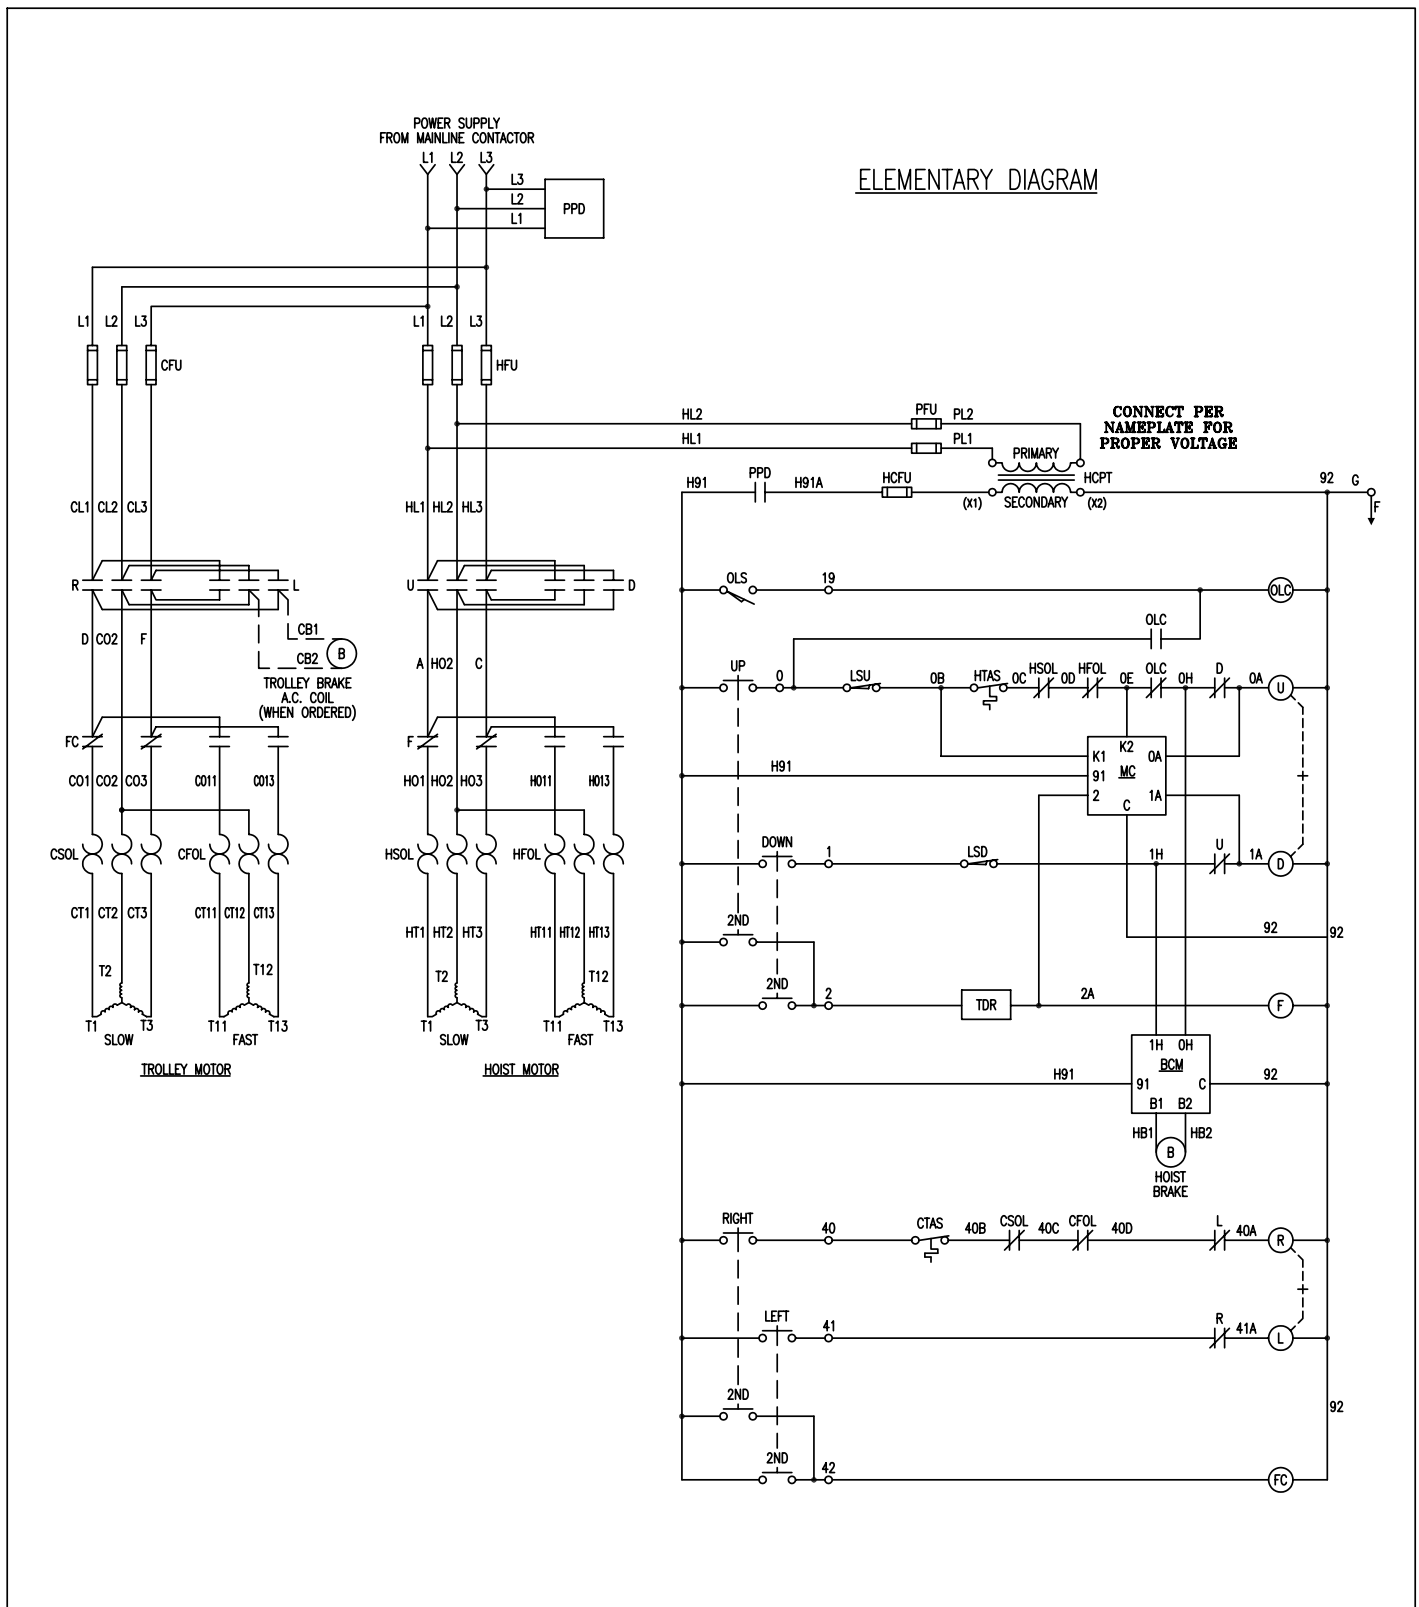 POWER SUPPLY
FROM MAINLINE CONTACTOR
L1 L2 L3
ELEMENTARY DIAGRAM
L3
L2
L1
PPD
L1 L2 L3
CFU
L1 L2 L3
HFU
HL2 PFU PL2
HL1 PL1
CONNECT PER
NAMEPLATE FOR
PROPER VOLTAGE
PRIMARY
HCPT
H91 PPD H91A HCFU
(X1) SECONDARY (X2)
92 G
F
CL1 CL2 CL3
HL1 HL2 HL3
R L
U D
OLS 19 OLC
OLC
D CO2 F
CB1
CB2
B
TROLLEY BRAKE
A.C. COIL
(WHEN ORDERED)
A HO2 C
UP 0 LSU 0B HTAS 0C HSOL 0D HFOL 0E OLC 0H D 0A U
FC
F
K1 K2 0A
91 MC
2 C 1A
H91
CO1 CO2 CO3 CO11 CO13
HO1 HO2 HO3 HO11 HO13
CSOL CFOL
HSOL HFOL
DOWN 1 LSD 1H U 1A D
CT1 CT2 CT3 CT11 CT12 CT13
HT1 HT2 HT3 HT11 HT12 HT13
2ND
92 92
T2 T12
T2 T12
2ND 2 TDR 2A F
T1 T3 T11 T13
SLOW FAST
T1 T3 T11 T13
SLOW FAST
TROLLEY MOTOR
HOIST MOTOR
1H 0H
BCM
H91 91 C 92
B1 B2
HB1 HB2
B
HOIST
BRAKE
RIGHT 40 CTAS 40B CSOL 40C CFOL 40D L 40A R
LEFT 41 R 41A L
2ND
92
2ND 42 FC